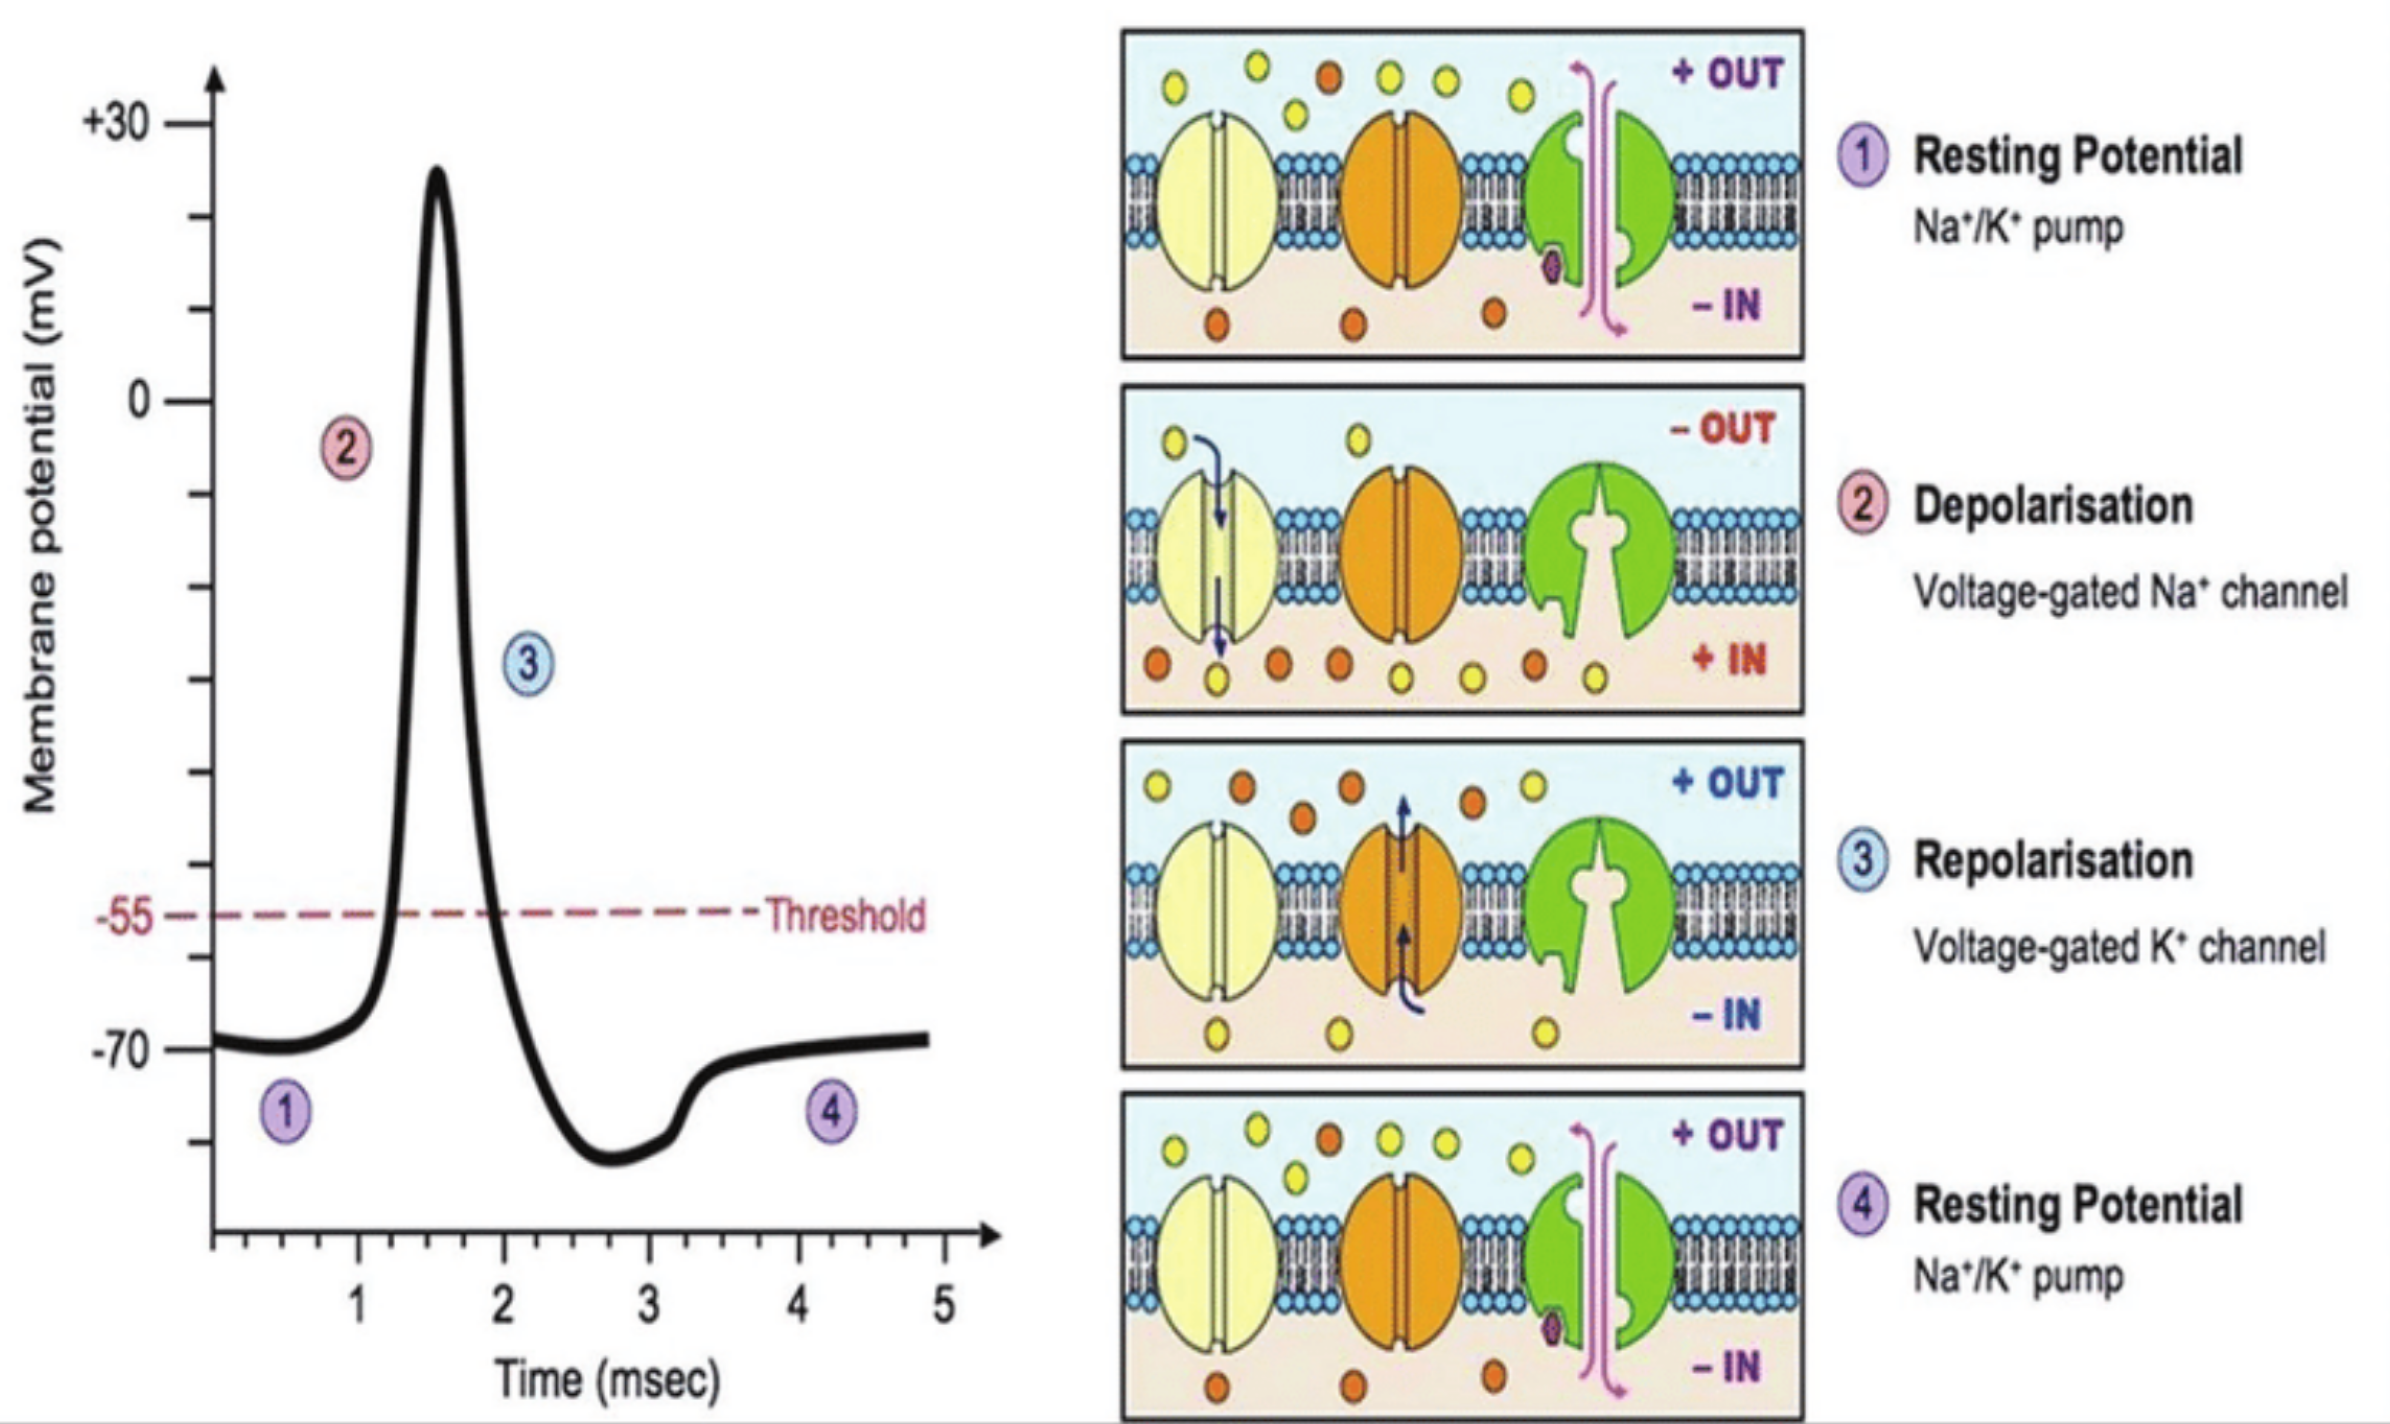 Membrane potential (mV)
+30
0
-55
-70
Threshold
1
2
3
4
1 2 3 4 5
Time (msec)
+ OUT
– IN
– OUT
+ IN
+ OUT
– IN
+ OUT
– IN
1 Resting Potential
Na⁺/K⁺ pump
2 Depolarisation
Voltage-gated Na⁺ channel
3 Repolarisation
Voltage-gated K⁺ channel
4 Resting Potential
Na⁺/K⁺ pump